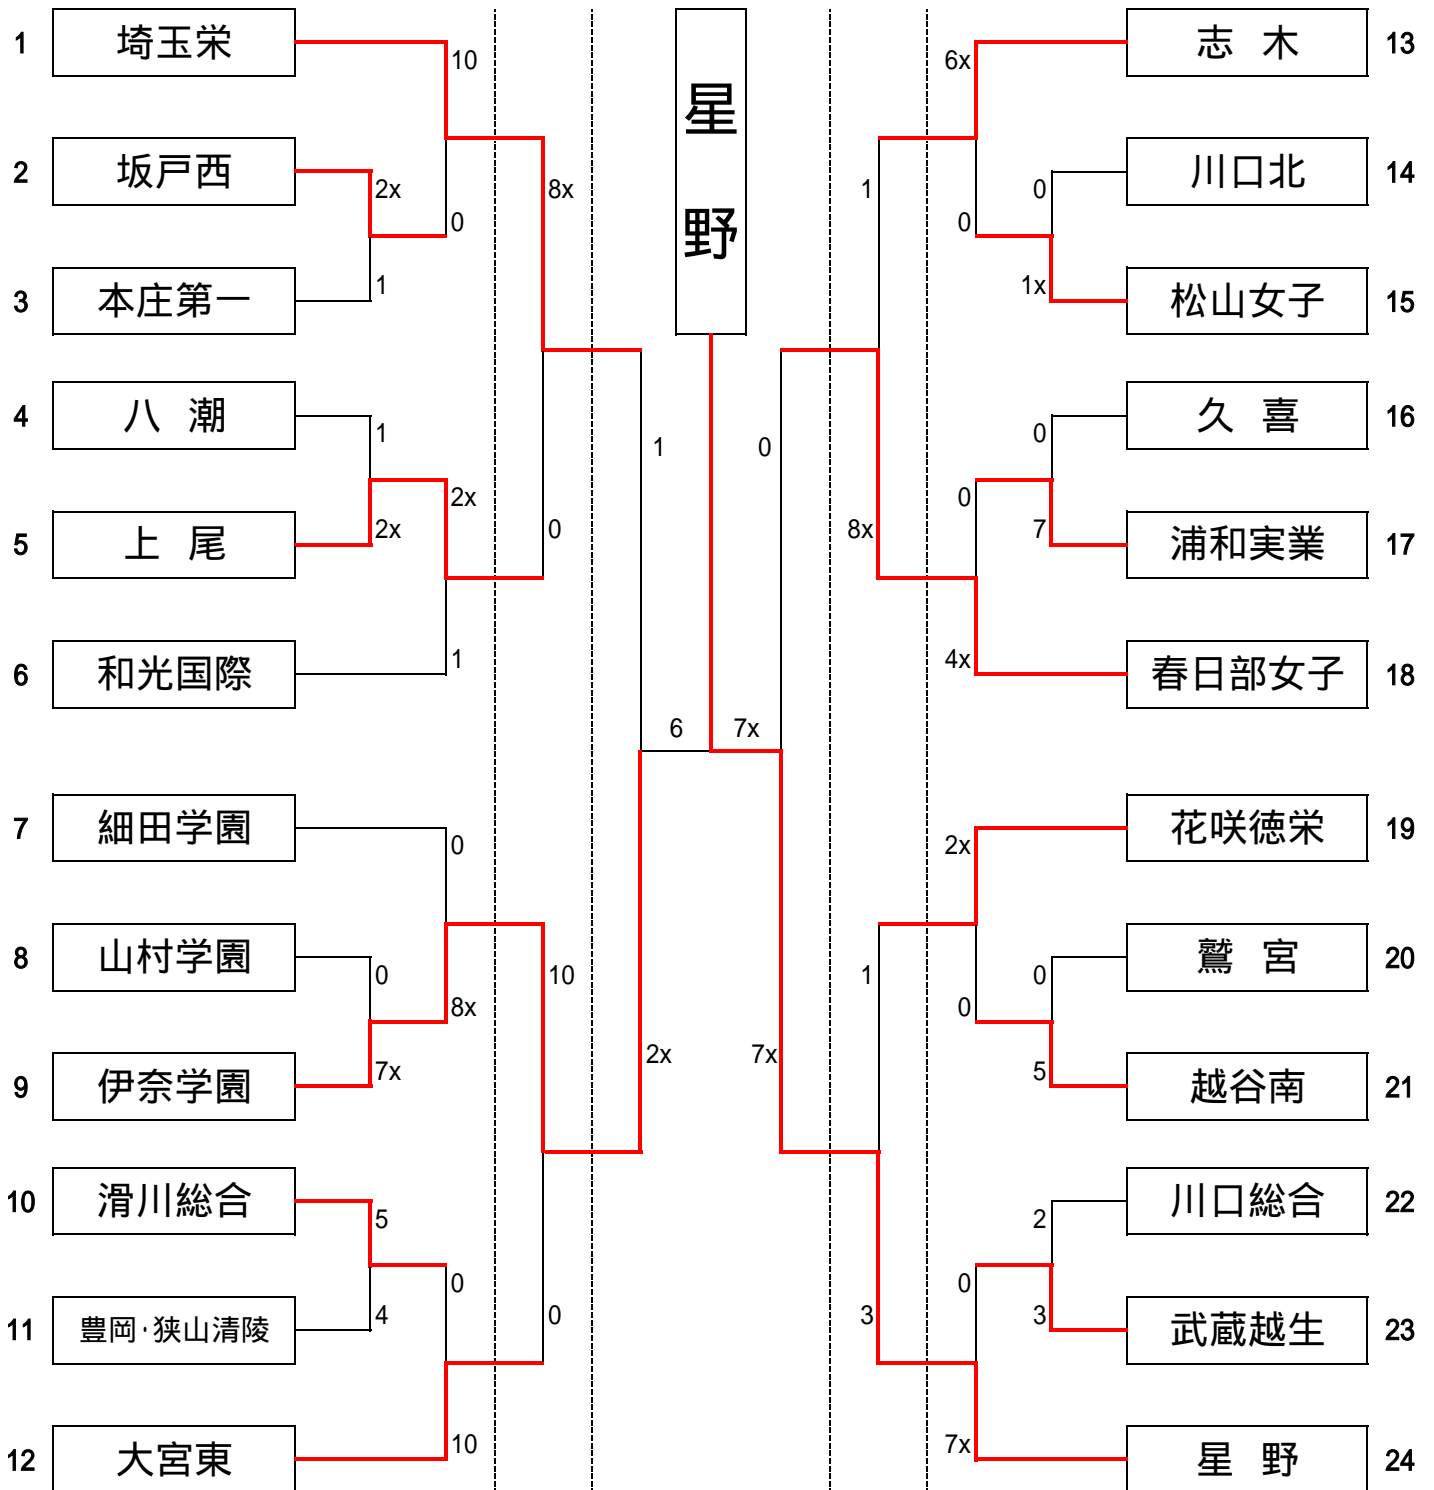 星野
1 埼玉栄
10
2 坂戸西
2x
8x
0
1
3 本庄第一
4 八 潮
1
2x
5 上 尾
2x
0
1
6 和光国際
1
7 細田学園
0
8 山村学園
0
10
8x
9 伊奈学園
7x
2x
10 滑川総合
5
0
11 豊岡·狭山清陵
4
0
12 大宮東
10
6
7x
6x
志 木 13
1
0
川口北 14
0
1x
松山女子 15
0
久 喜 16
0
0
7
浦和実業 17
8x
4x
春日部女子 18
2x
花咲徳栄 19
1
0
鷲 宮 20
0
7x
5
越谷南 21
2
川口総合 22
0
3
3
武蔵越生 23
7x
星 野 24